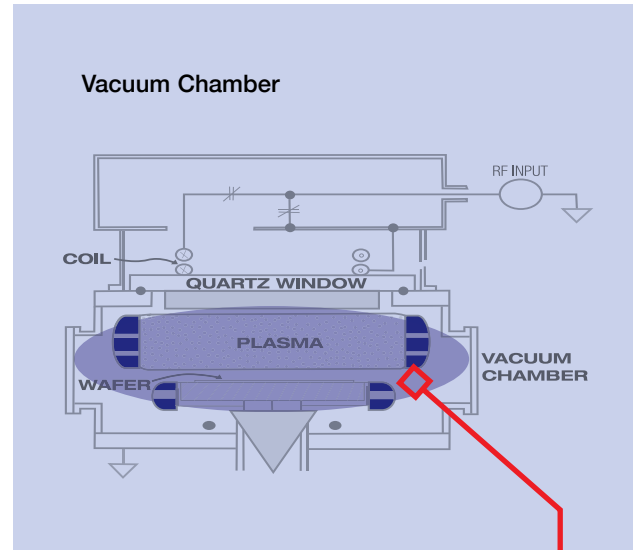 Vacuum Chamber
RF INPUT
COIL
QUARTZ WINDOW
PLASMA
WAFER
VACUUM
CHAMBER